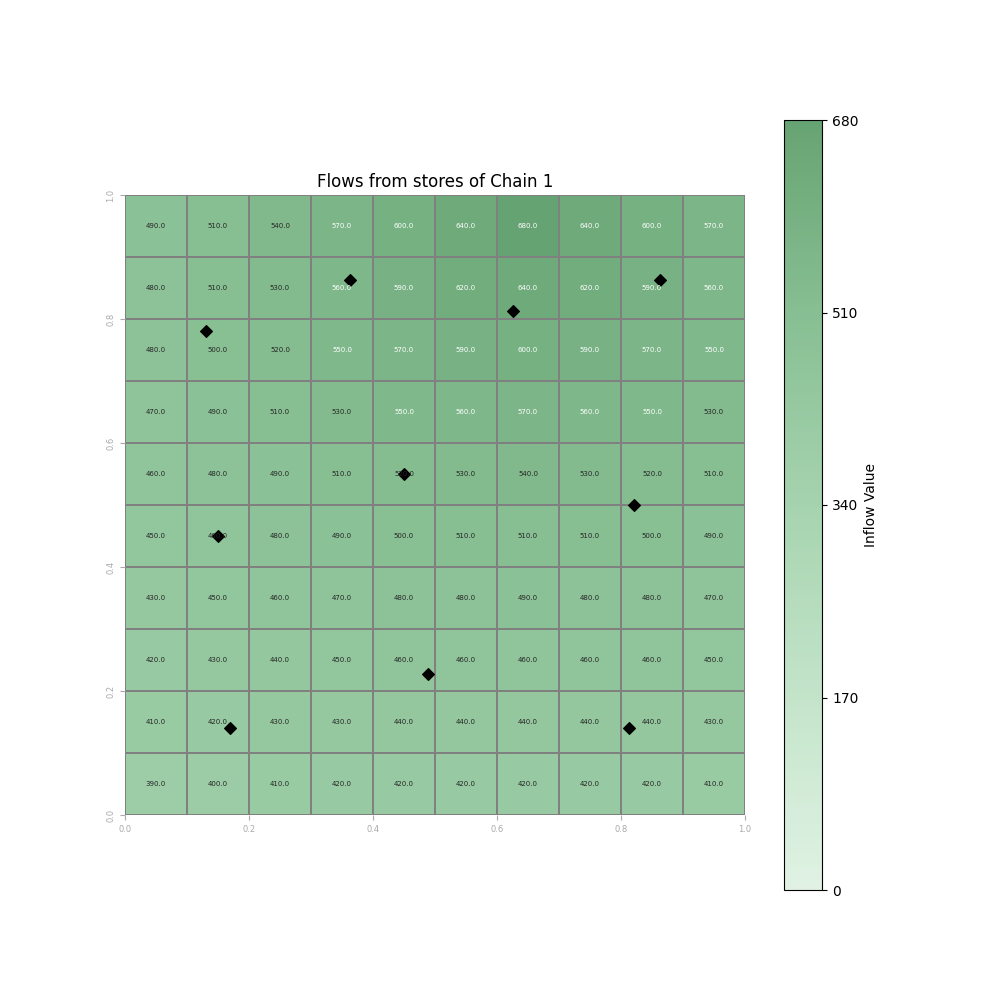 Flows from stores of Chain 1
1.0 490.0 510.0 540.0 570.0 600.0 640.0 680.0 640.0 600.0 570.0
480.0 510.0 530.0 560.0 590.0 620.0 640.0 620.0 590.0 560.0
0.8 480.0 500.0 520.0 550.0 570.0 590.0 600.0 590.0 570.0 550.0
470.0 490.0 510.0 530.0 550.0 560.0 570.0 560.0 550.0 530.0
0.6 460.0 480.0 490.0 510.0 530.0 540.0 530.0 520.0 510.0
450.0 480.0 490.0 500.0 510.0 510.0 510.0 500.0 490.0
0.4 430.0 450.0 460.0 470.0 480.0 480.0 490.0 480.0 480.0 470.0
420.0 430.0 440.0 450.0 460.0 460.0 460.0 460.0 460.0 450.0
0.2 410.0 420.0 430.0 430.0 440.0 440.0 440.0 440.0 440.0 430.0
390.0 400.0 410.0 420.0 420.0 420.0 420.0 420.0 420.0 410.0
0.0
0.0 0.2 0.4 0.6 0.8 1.0
680
510
340
170
0
Inflow Value